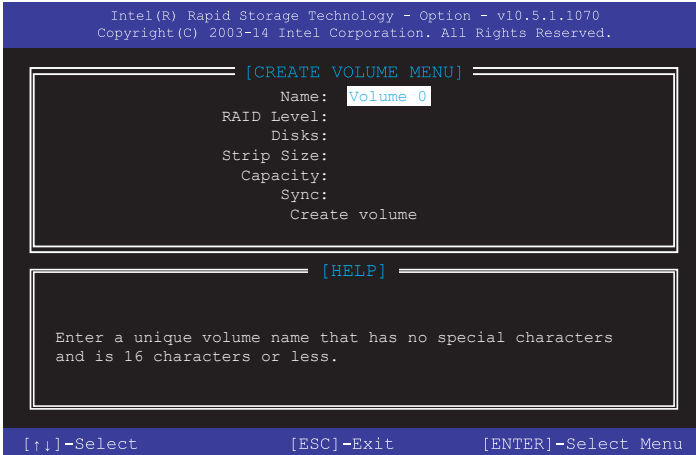 Intel(R) Rapid Storage Technology - Option - v10.5.1.1070
Copyright(C) 2003-14 Intel Corporation. All Rights Reserved.
[CREATE VOLUME MENU]
Name: Volume 0
RAID Level:
Disks:
Strip Size:
Capacity:
Sync:
Create volume
[HELP]
Enter a unique volume name that has no special characters
and is 16 characters or less.
[↑↓]-Select [ESC]-Exit [ENTER]-Select Menu